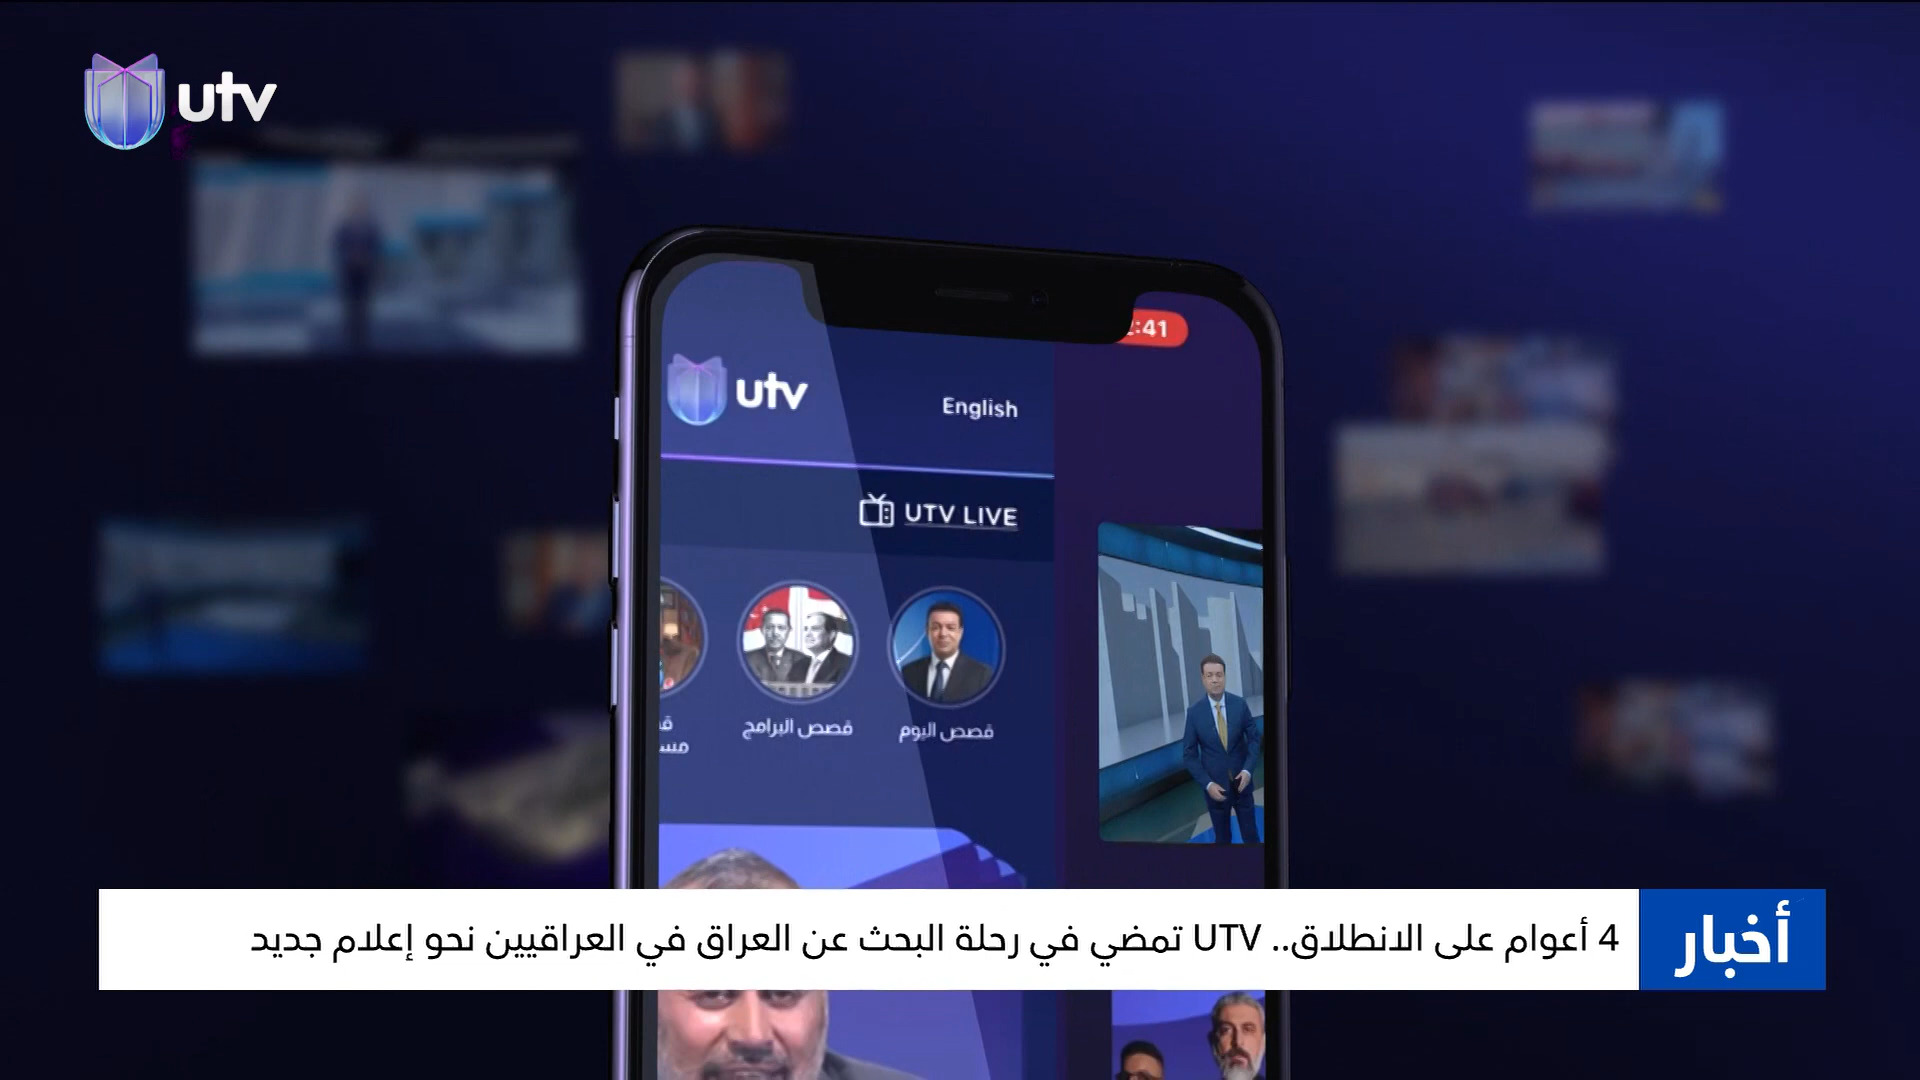 utv
:41
utv
English
UTV LIVE
قصص اليوم
قصص البرامج
أخبار
4 أعوام على الانطلاق.. UTV تمضي في رحلة البحث عن العراق في العراقيين نحو إعلام جديد